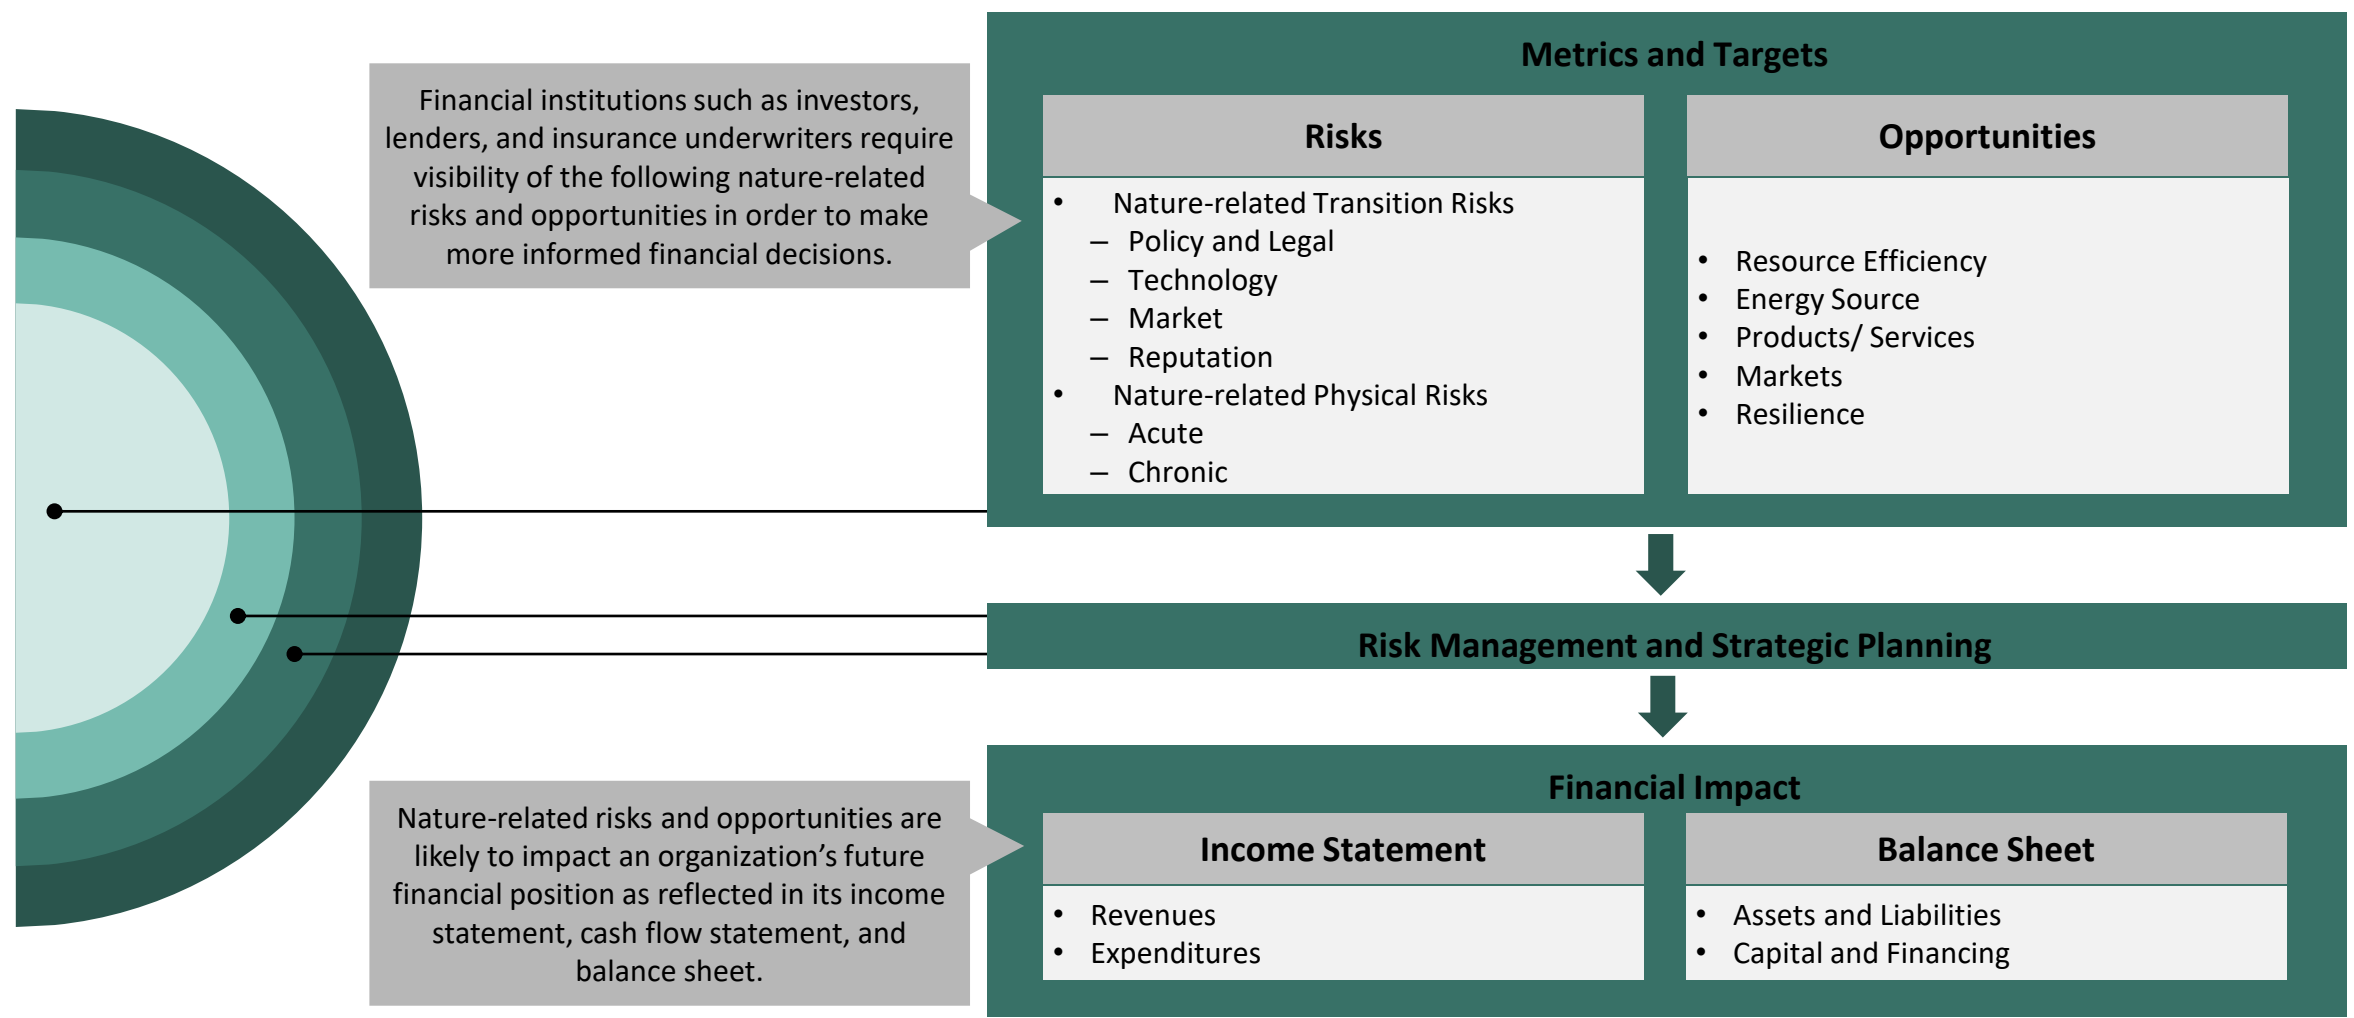 Metrics and Targets
Financial institutions such as investors,
lenders, and insurance underwriters require
visibility of the following nature-related
risks and opportunities in order to make
more informed financial decisions.
Risks
• Nature-related Transition Risks
– Policy and Legal
– Technology
– Market
– Reputation
• Nature-related Physical Risks
– Acute
– Chronic
Opportunities
• Resource Efficiency
• Energy Source
• Products/ Services
• Markets
• Resilience
Risk Management and Strategic Planning
Financial Impact
Nature-related risks and opportunities are
likely to impact an organization’s future
financial position as reflected in its income
statement, cash flow statement, and
balance sheet.
Income Statement
• Revenues
• Expenditures
Balance Sheet
• Assets and Liabilities
• Capital and Financing